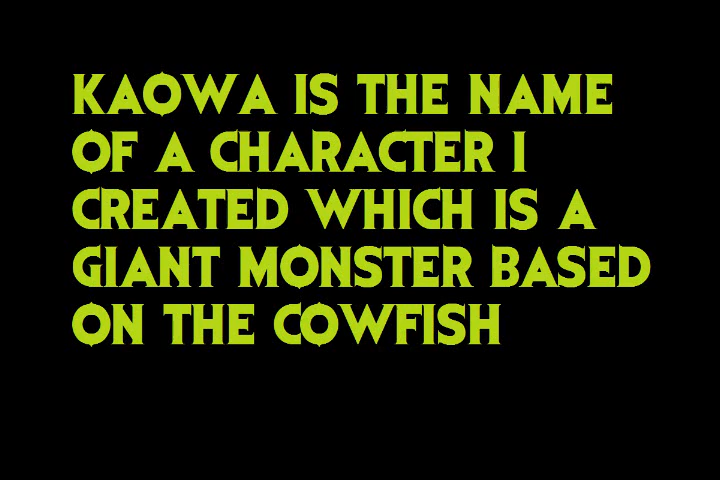 KAOWA IS THE NAME
OF A CHARACTER I
CREATED WHICH IS A
GIANT MONSTER BASED
ON THE COWFISH